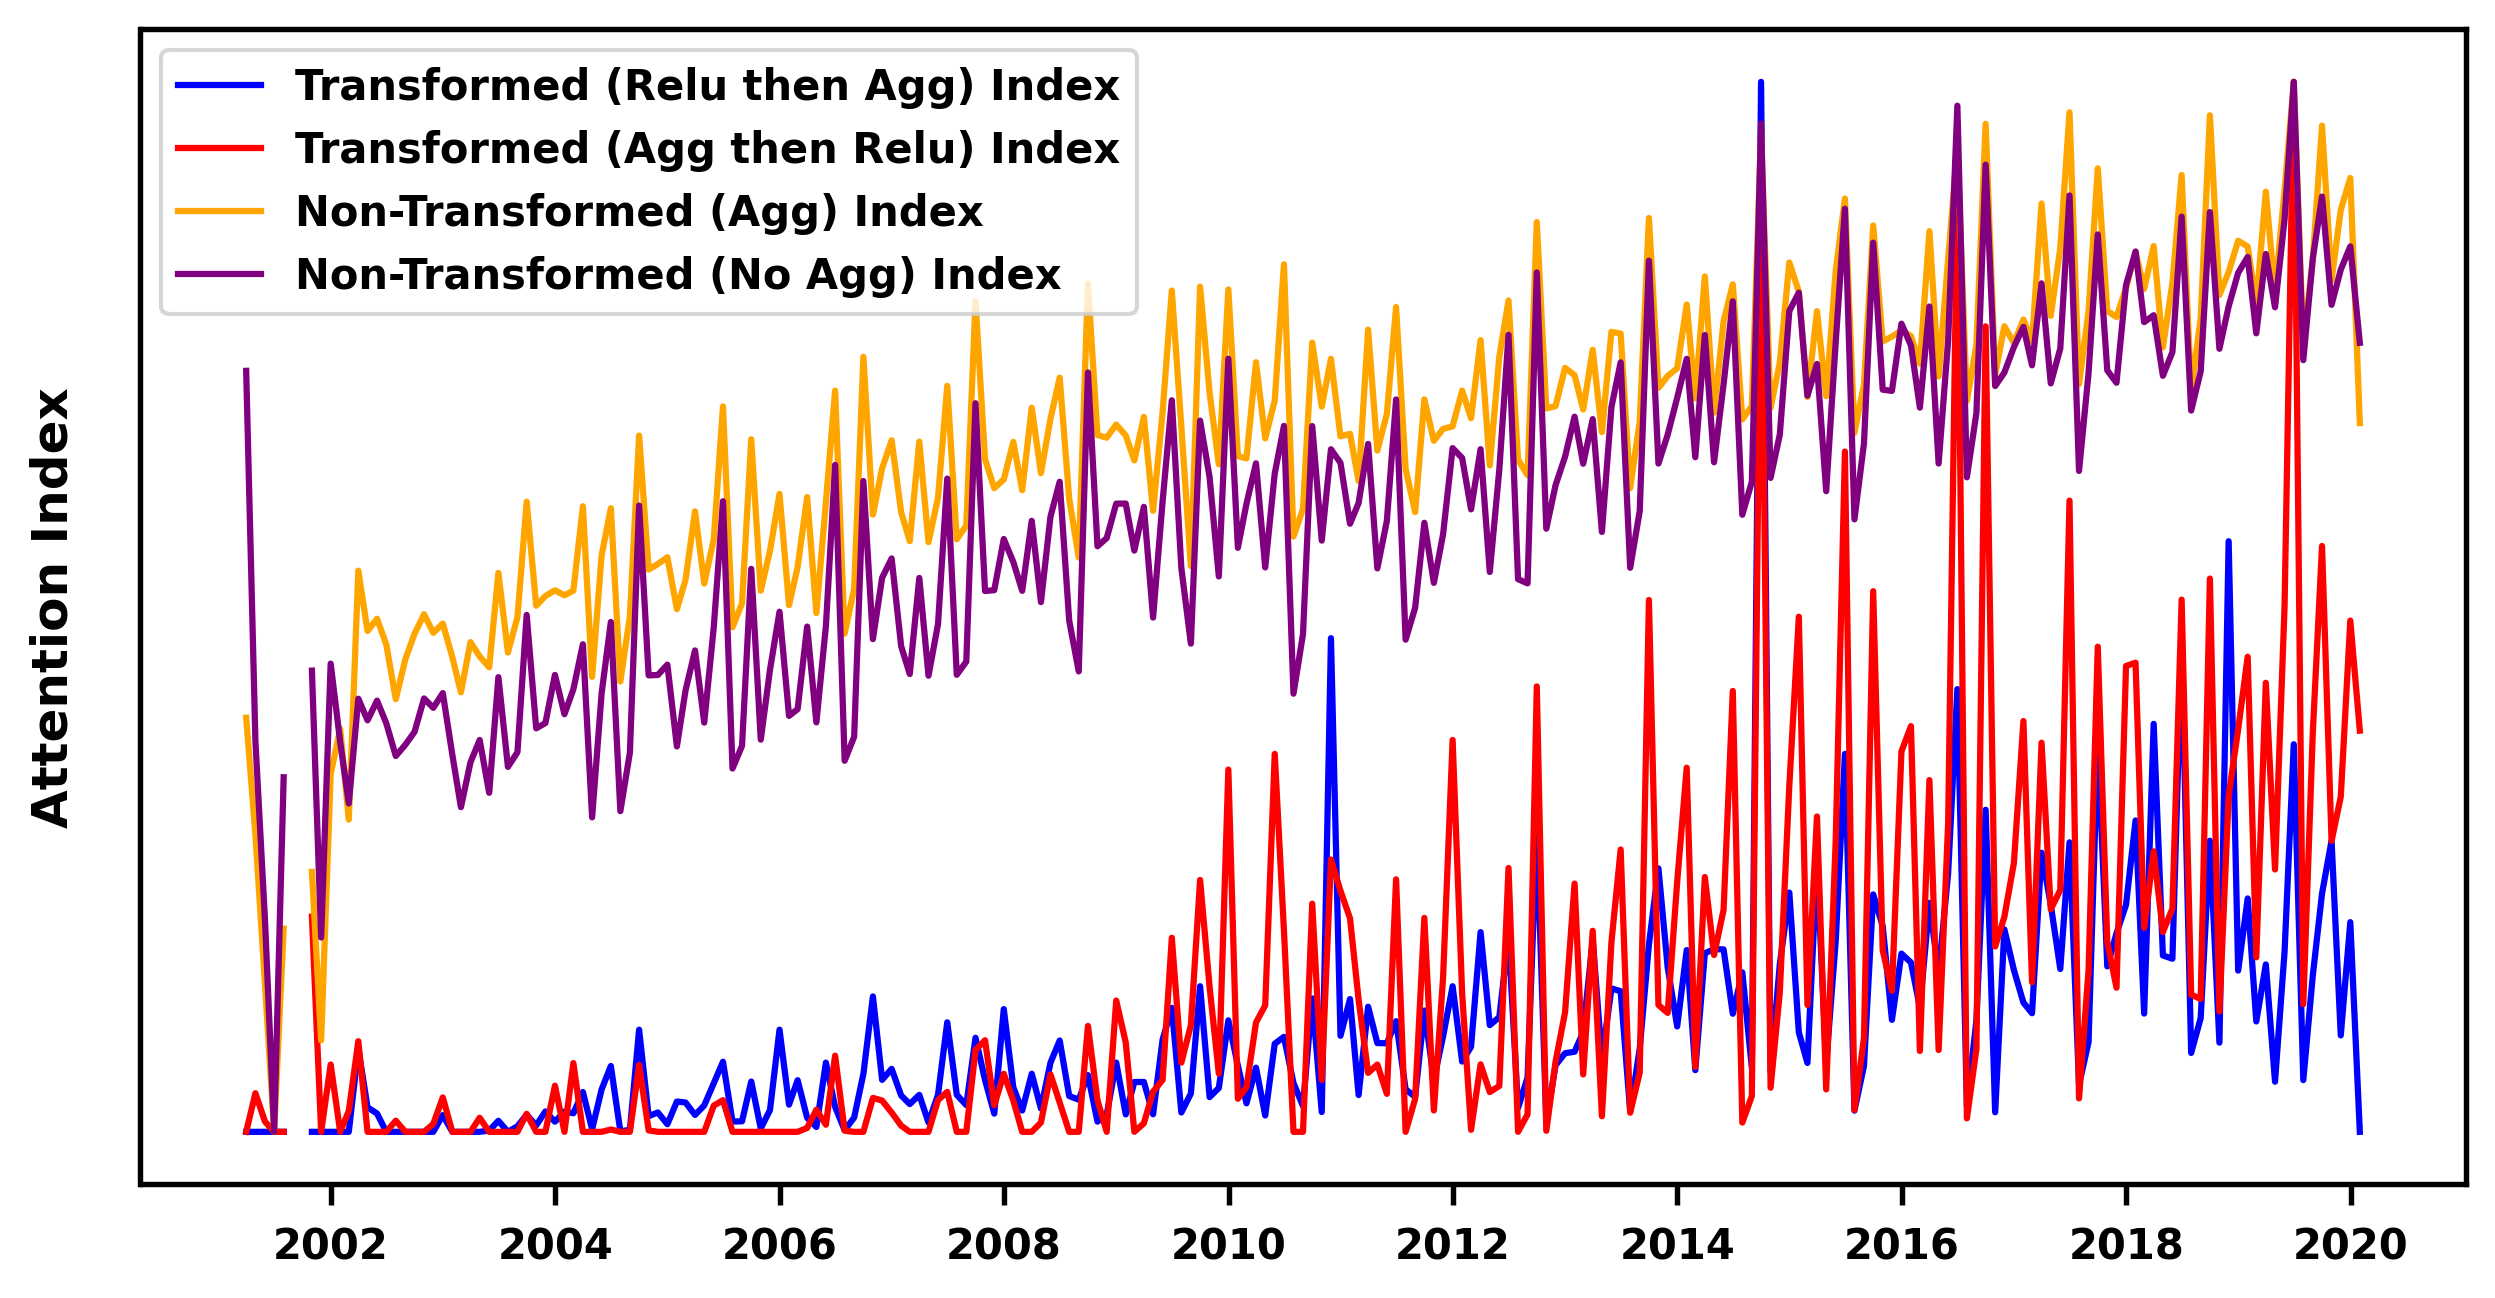 Transformed (Relu then Agg) Index
Transformed (Agg then Relu) Index
Non-Transformed (Agg) Index
Non-Transformed (No Agg) Index
Attention Index
2002 2004 2006 2008 2010 2012 2014 2016 2018 2020